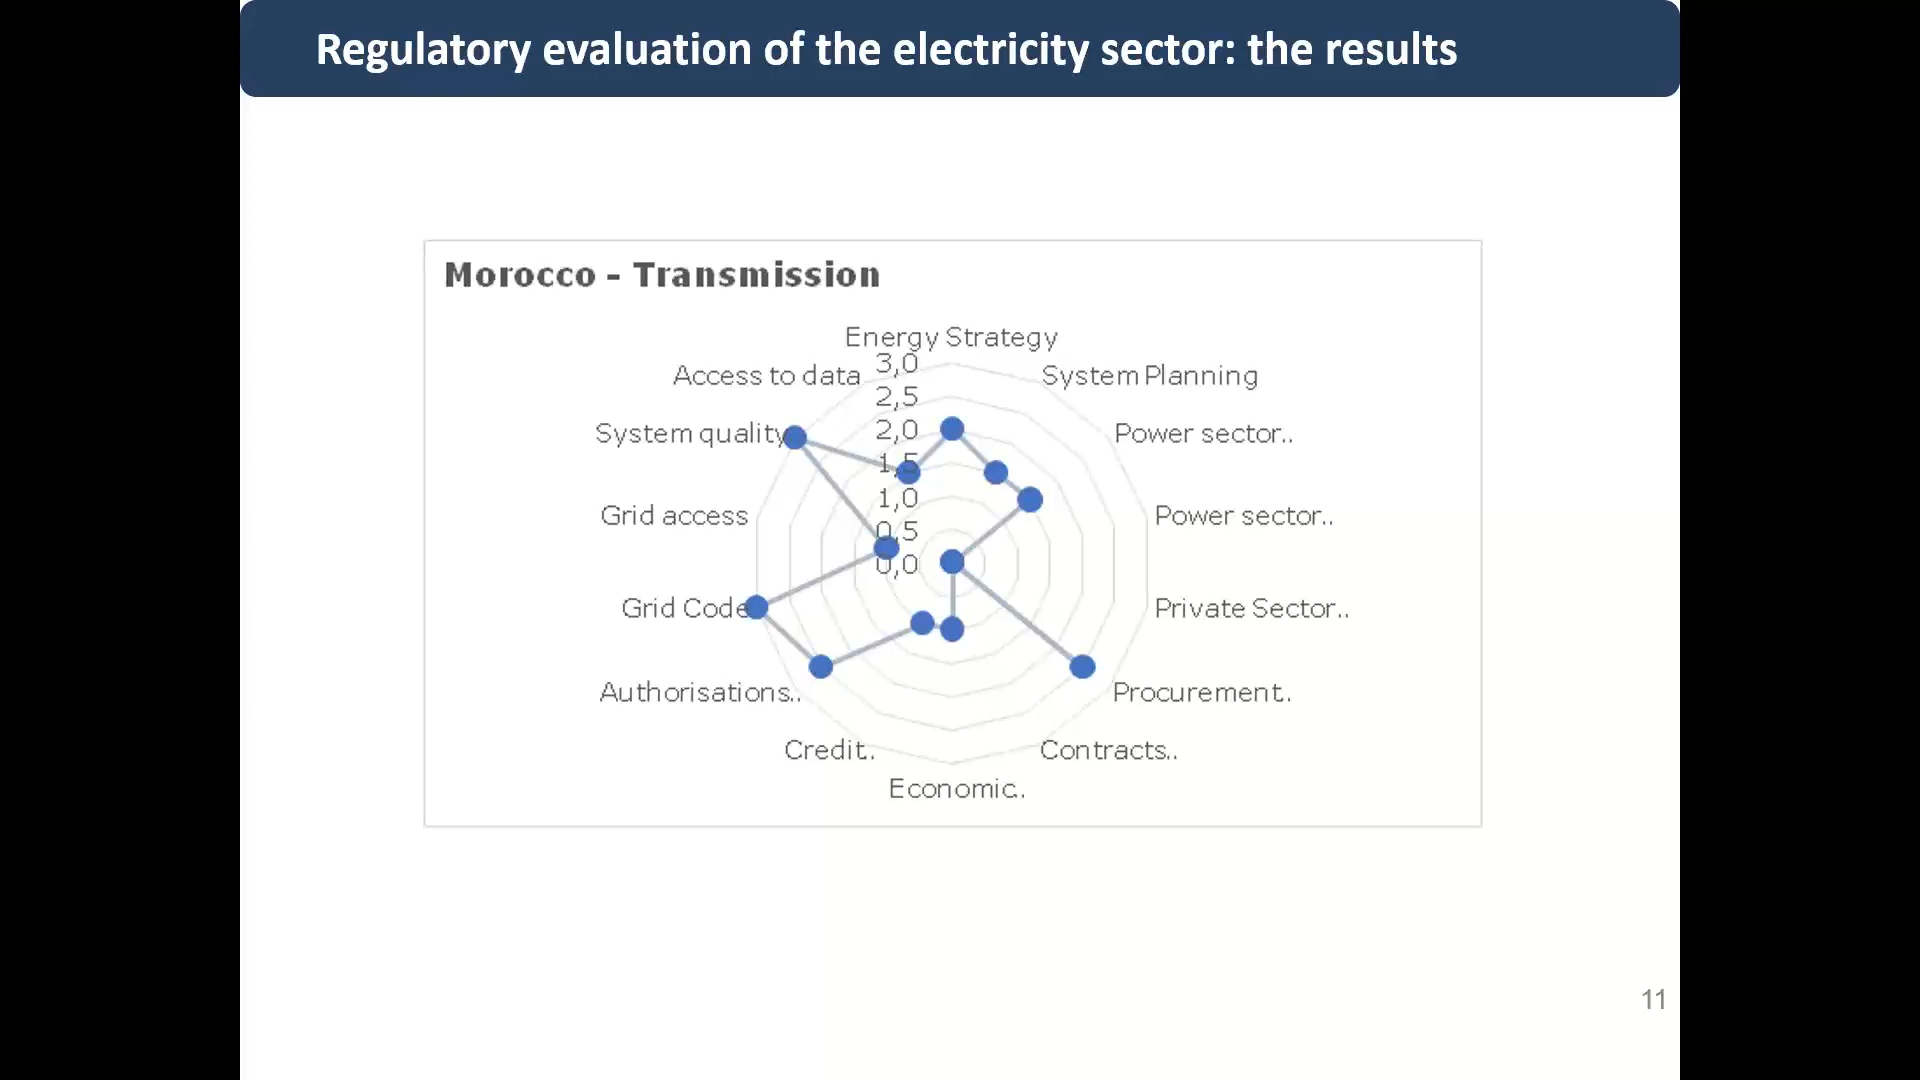 Regulatory evaluation of the electricity sector: the results
Morocco - Transmission
Energy Strategy
3,0
Access to data
System Planning
2,5
2,0
System quality
Power sector..
1,5
1,0
Grid access
Power sector..
0,5
0,0
Grid Code
Private Sector..
Authorisations..
Procurement..
Credit..
Contracts..
Economic..
11